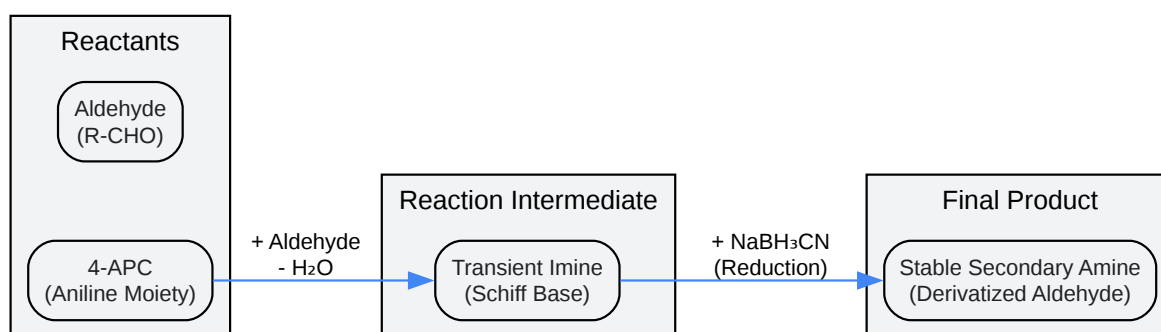 Reactants
Aldehyde
(R-CHO)
4-APC
(Aniline Moiety)
+ Aldehyde
- H₂O
Reaction Intermediate
Transient Imine
(Schiff Base)
+ NaBH₃CN
(Reduction)
Final Product
Stable Secondary Amine
(Derivatized Aldehyde)